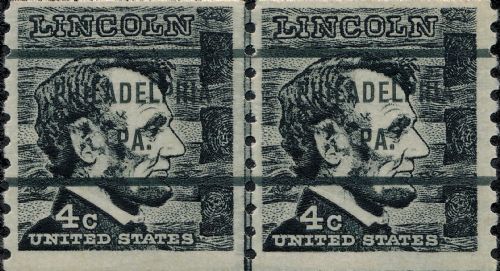 LINCOLN
PHILADELPHIA
PA.
4c
UNITED STATES
LINCOLN
PHILADELPHIA
PA.
4c
UNITED STATES